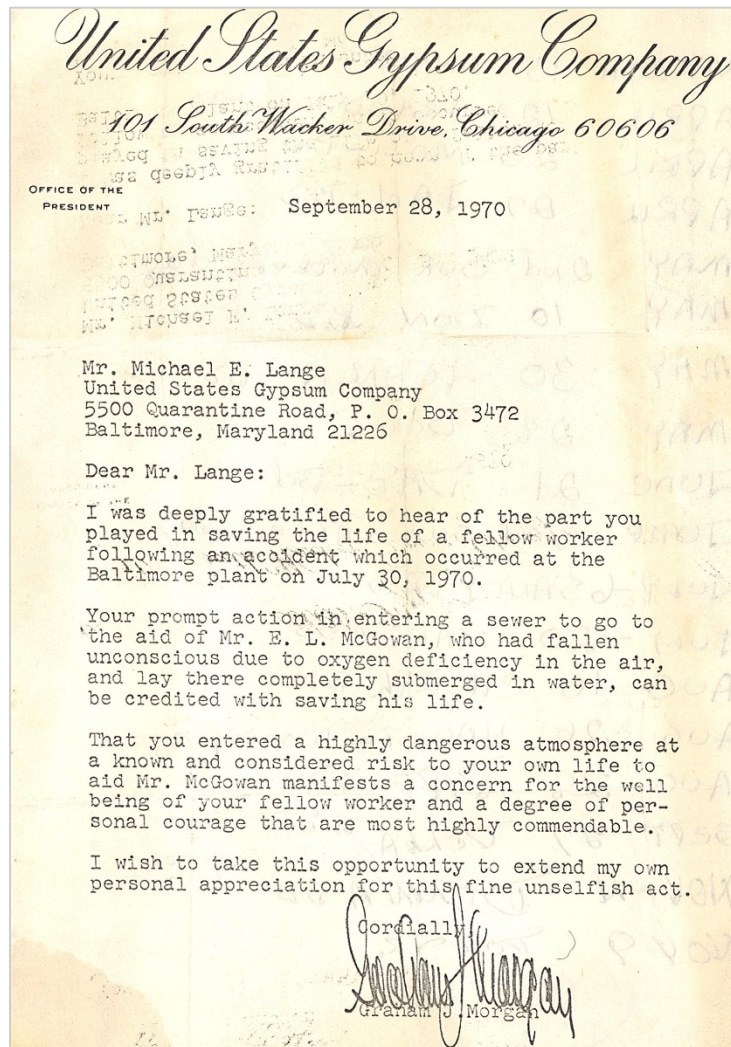 United States Gypsum Company
101 South Wacker Drive, Chicago 60606
OFFICE OF THE
PRESIDENT
September 28, 1970
Mr. Michael E. Lange
United States Gypsum Company
5500 Quarantine Road, P. O. Box 3472
Baltimore, Maryland 21226
Dear Mr. Lange:
I was deeply gratified to hear of the part you
played in saving the life of a fellow worker
following an accident which occurred at the
Baltimore plant on July 30, 1970.
Your prompt action in entering a sewer to go to
the aid of Mr. E. L. McGowan, who had fallen
unconscious due to oxygen deficiency in the air,
and lay there completely submerged in water, can
be credited with saving his life.
That you entered a highly dangerous atmosphere at
a known and considered risk to your own life to
aid Mr. McGowan manifests a concern for the well
being of your fellow worker and a degree of per-
sonal courage that are most highly commendable.
I wish to take this opportunity to extend my own
personal appreciation for this fine unselfish act.
Cordially,
Graham J. Morgan
Graham J. Morgan